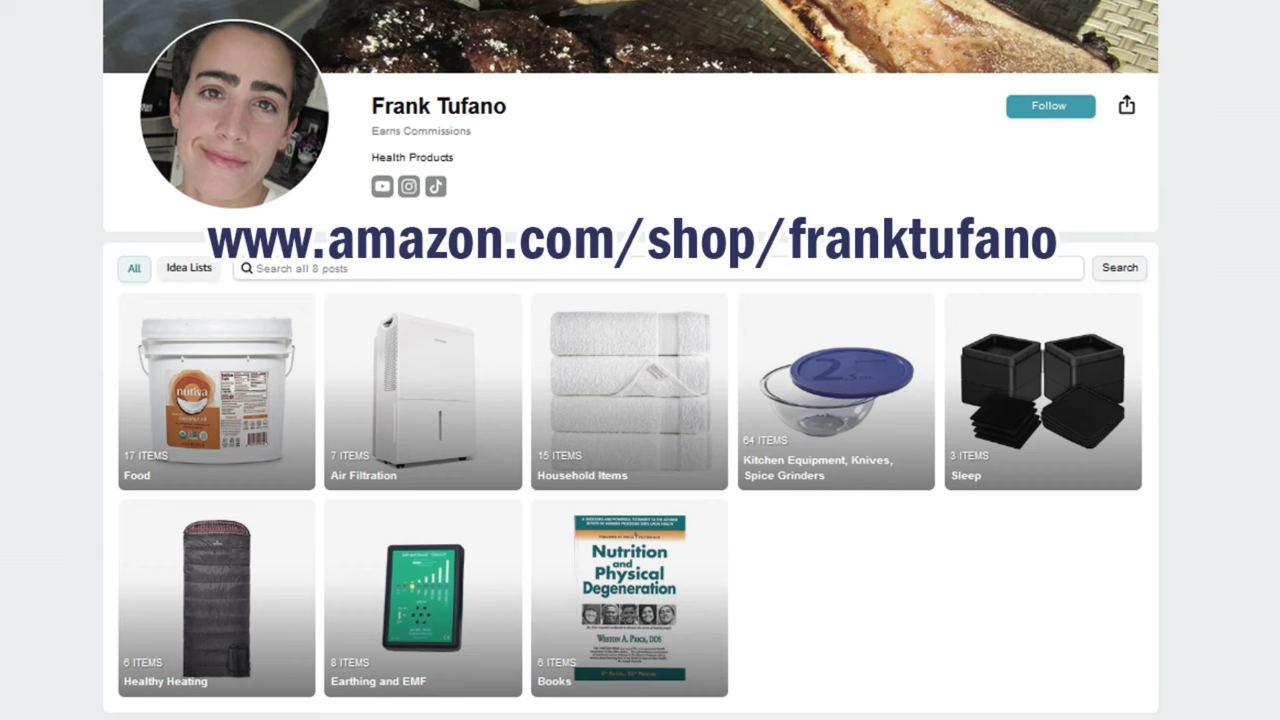 Frank Tufano
Earns Commissions
Health Products
Follow
www.amazon.com/shop/franktufano
All
Idea Lists
Search all 8 posts
Search
nutiva
17 ITEMS
Food
7 ITEMS
Air Filtration
15 ITEMS
Household Items
2.5
64 ITEMS
Kitchen Equipment, Knives,
Spice Grinders
3 ITEMS
Sleep
6 ITEMS
Healthy Heating
8 ITEMS
Earthing and EMF
Nutrition
and
Physical
Degeneration
Weston A. Price, DDS
6 ITEMS
Books